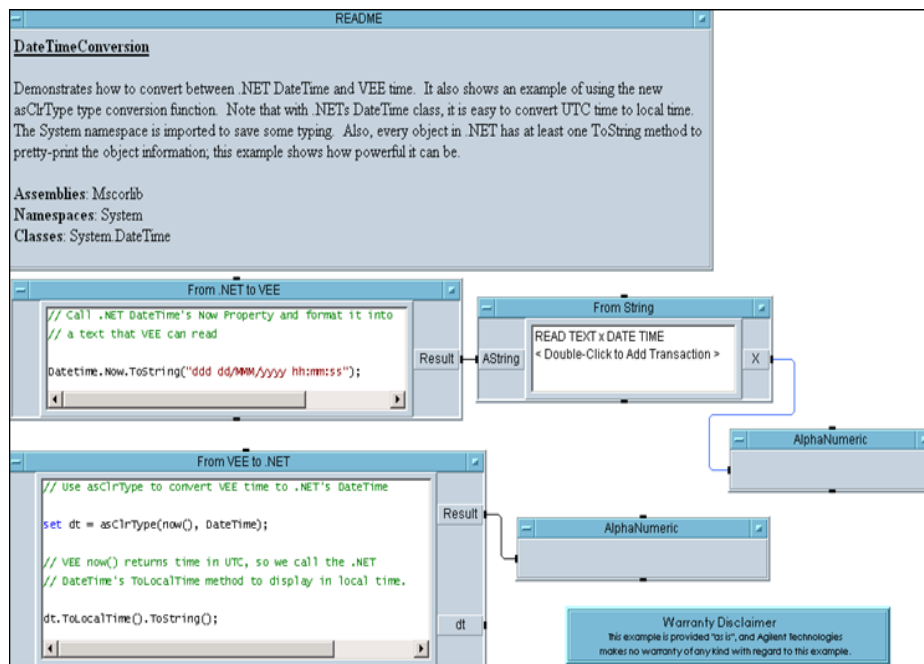 README
DateTimeConversion
Demonstrates how to convert between .NET DateTime and VEE time. It also shows an example of using the new
asClrType type conversion function. Note that with .NETs DateTime class, it is easy to convert UTC time to local time.
The System namespace is imported to save some typing. Also, every object in .NET has at least one ToString method to
pretty-print the object information; this example shows how powerful it can be.
Assemblies: Mscorlib
Namespaces: System
Classes: System.DateTime
From .NET to VEE
// Call .NET DateTime's Now Property and format it into
// a text that VEE can read
Datetime.Now.ToString("ddd dd/MMM/yyyy hh:mm:ss");
Result
From String
AString
READ TEXT x DATE TIME
< Double-Click to Add Transaction >
X
AlphaNumeric
From VEE to .NET
// Use asClrType to convert VEE time to .NET's DateTime
set dt = asClrType(now(), DateTime);
// VEE now() returns time in UTC, so we call the .NET
// DateTime's ToLocalTime method to display in local time.
dt.ToLocalTime().ToString();
Result
dt
AlphaNumeric
Warranty Disclaimer
This example is provided "as is", and Agilent Technologies
makes no warranty of any kind with regard to this example.